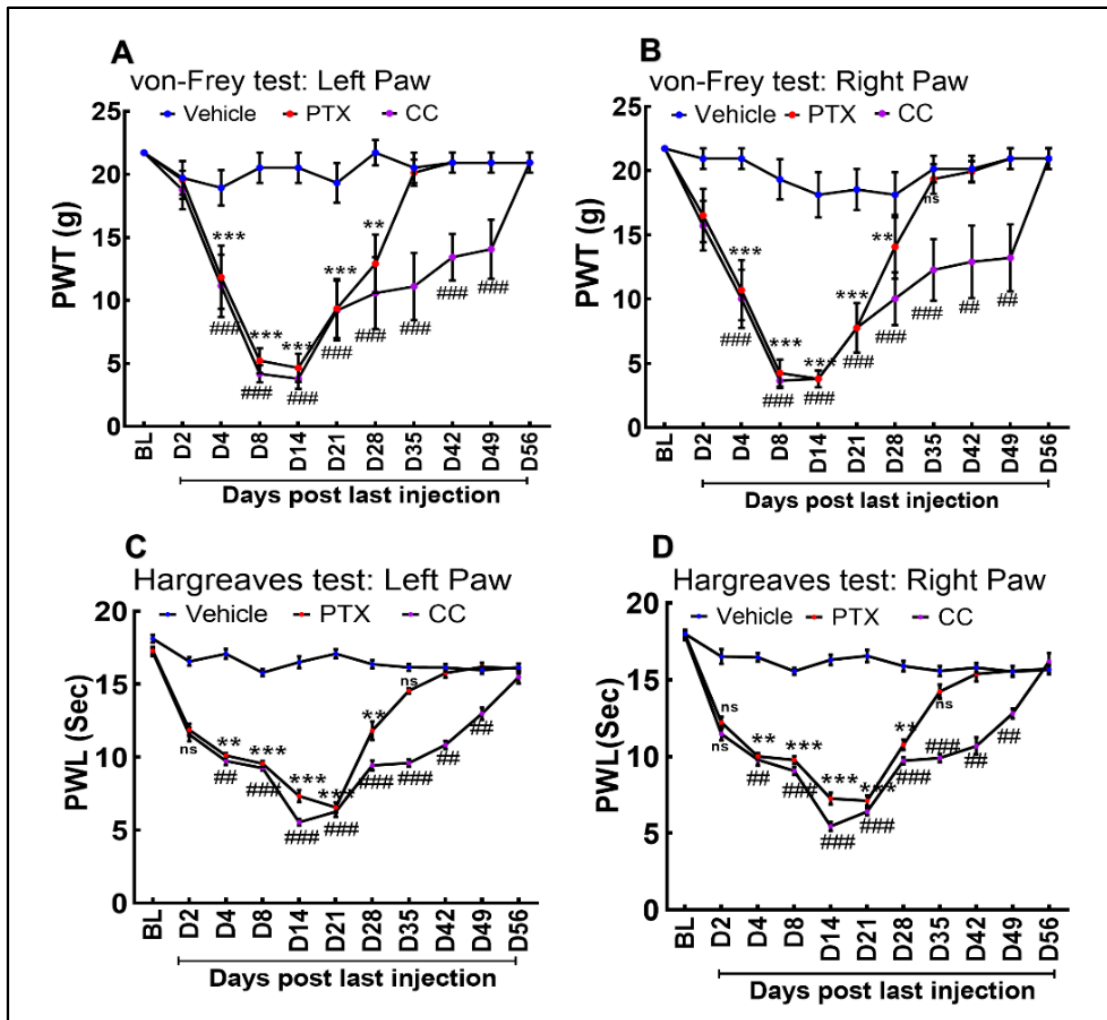 A
von-Frey test: Left Paw
Vehicle PTX CC
PWT (g)
25
20
15
10
5
0
*** *** *** *** **
### ### ### ### ### ### ### ###
BL D2 D4 D8 D14 D21 D28 D35 D42 D49 D56
Days post last injection
B
von-Frey test: Right Paw
Vehicle PTX CC
PWT (g)
25
20
15
10
5
0
*** *** *** *** ** ns
### ### ### ### ### ### ## ##
BL D2 D4 D8 D14 D21 D28 D35 D42 D49 D56
Days post last injection
C
Hargreaves test: Left Paw
Vehicle PTX CC
PWL (Sec)
20
15
10
5
0
** *** *** *** ** ns
ns ## ### ### ### ### ### ## ##
BL D2 D4 D8 D14 D21 D28 D35 D42 D49 D56
Days post last injection
D
Hargreaves test: Right Paw
Vehicle PTX CC
PWL(Sec)
20
15
10
5
0
ns ** *** *** *** ** ns
ns ## ### ### ### ### ### ## ##
BL D2 D4 D8 D14 D21 D28 D35 D42 D49 D56
Days post last injection